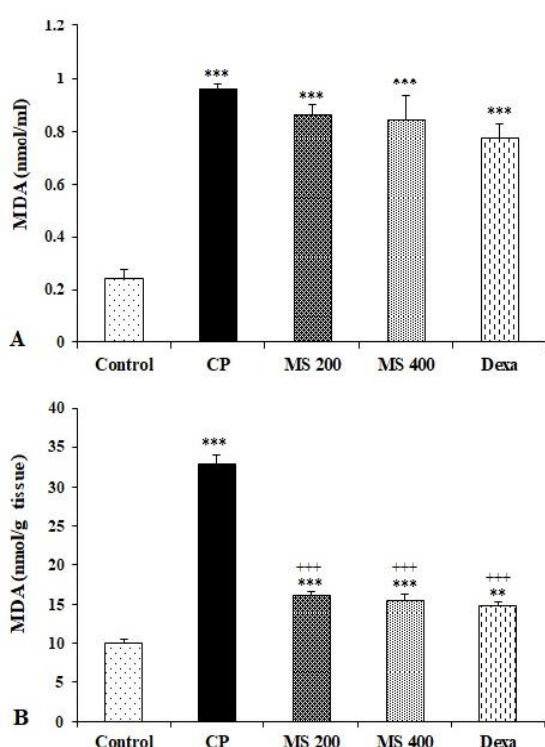 1.2
1
0.8
0.6
0.4
0.2
0
MDA (nmol/ml)
***
***
***
***
A
Control CP MS 200 MS 400 Dexa
40
35
30
25
20
15
10
5
0
MDA (nmol/g tissue)
***
+++ +++ +++
*** *** **
B
Control CP MS 200 MS 400 Dexa